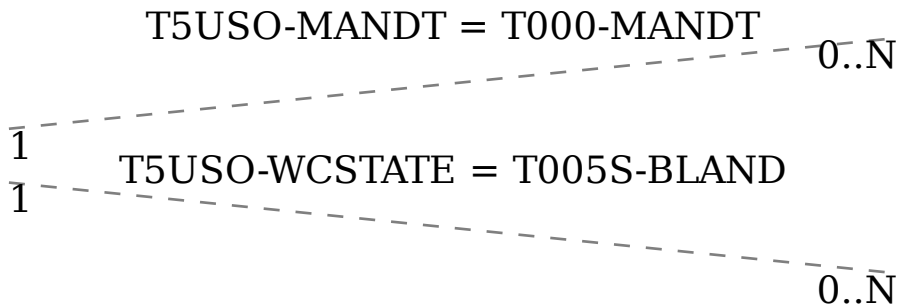 T5USO-MANDT = T000-MANDT
0..N
1
T5USO-WCSTATE = T005S-BLAND
1
0..N